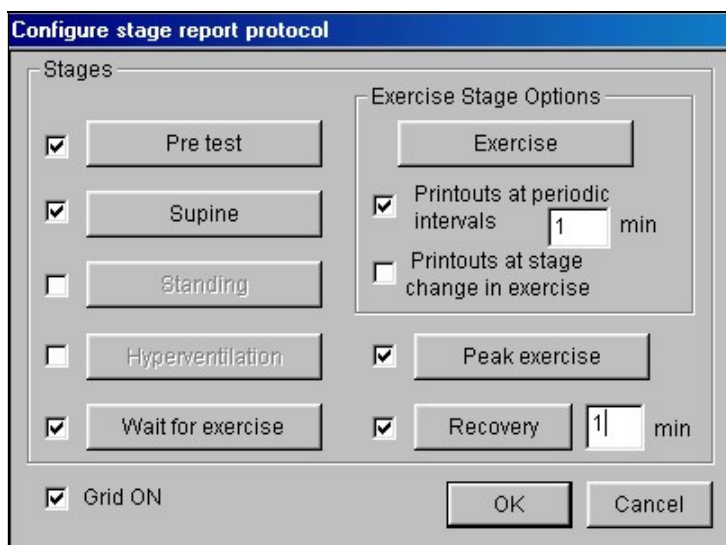 Configure stage report protocol
Stages
Pre test
Supine
Standing
Hyperventilation
Wait for exercise
Exercise Stage Options
Exercise
Printouts at periodic
intervals 1 min
Printouts at stage
change in exercise
Peak exercise
Recovery 1 min
Grid ON
OK Cancel